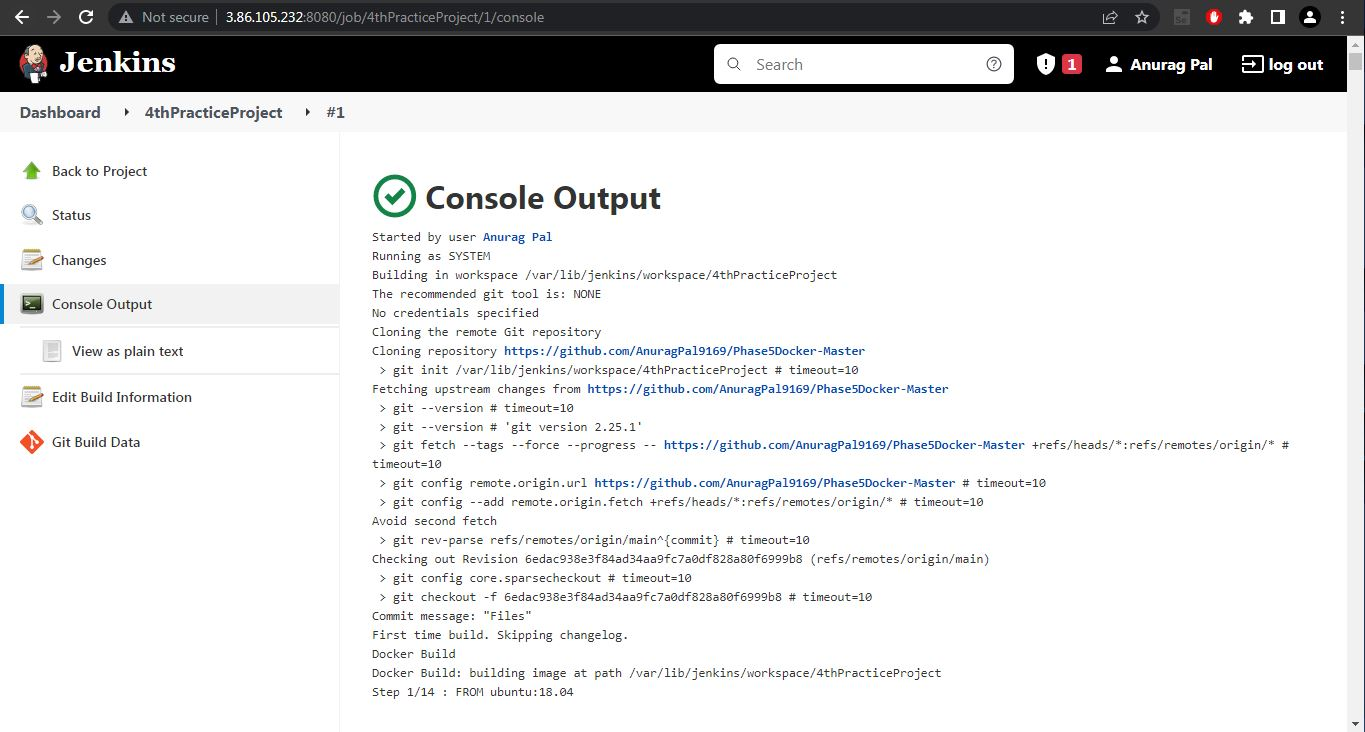 Not secure 3.86.105.232:8080/job/4thPracticeProject/1/console
Jenkins
Search
1
Anurag Pal
log out
Dashboard
4thPracticeProject
#1
Back to Project
Status
Changes
Console Output
View as plain text
Edit Build Information
Git Build Data
Console Output
Started by user Anurag Pal
Running as SYSTEM
Building in workspace /var/lib/jenkins/workspace/4thPracticeProject
The recommended git tool is: NONE
No credentials specified
Cloning the remote Git repository
Cloning repository https://github.com/AnuragPal9169/Phase5Docker-Master
> git init /var/lib/jenkins/workspace/4thPracticeProject # timeout=10
Fetching upstream changes from https://github.com/AnuragPal9169/Phase5Docker-Master
> git --version # timeout=10
> git --version # 'git version 2.25.1'
> git fetch --tags --force --progress -- https://github.com/AnuragPal9169/Phase5Docker-Master +refs/heads/*:refs/remotes/origin/* #
timeout=10
> git config remote.origin.url https://github.com/AnuragPal9169/Phase5Docker-Master # timeout=10
> git config --add remote.origin.fetch +refs/heads/*:refs/remotes/origin/* # timeout=10
Avoid second fetch
> git rev-parse refs/remotes/origin/main^{commit} # timeout=10
Checking out Revision 6edac938e3f84ad34aa9fc7a0df828a80f6999b8 (refs/remotes/origin/main)
> git config core.sparsecheckout # timeout=10
> git checkout -f 6edac938e3f84ad34aa9fc7a0df828a80f6999b8 # timeout=10
Commit message: "Files"
First time build. Skipping changelog.
Docker Build
Docker Build: building image at path /var/lib/jenkins/workspace/4thPracticeProject
Step 1/14 : FROM ubuntu:18.04